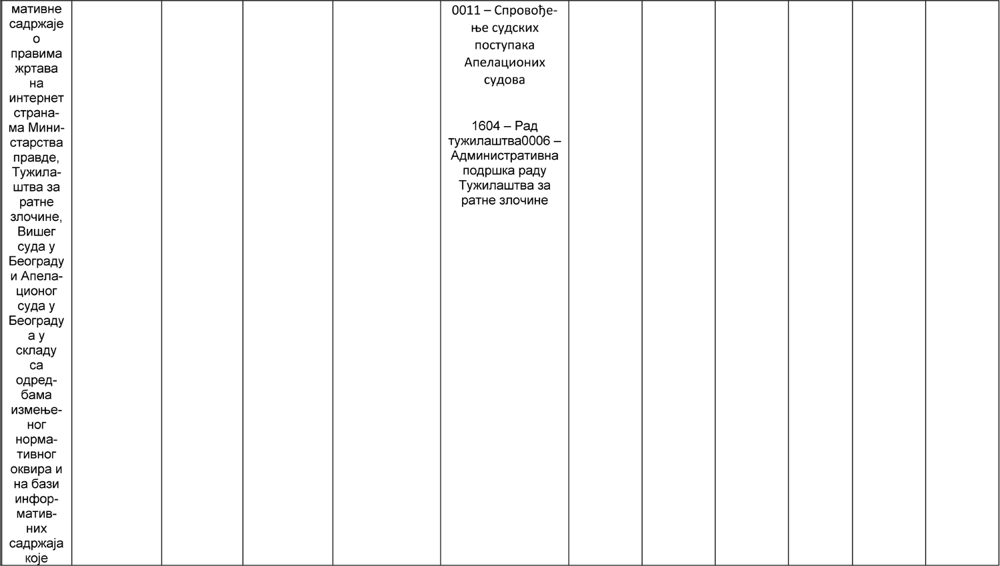 мативне
садржаје
о
правима
жртава
на
интернет
страна-
ма Мини-
старства
правде,
Тужила-
штва за
ратне
злочине,
Вишег
суда у
Београду
и Апела-
ционог
суда у
Београду
а у
складу
са
одред-
бама
измење-
ног
норма-
тивног
оквира и
на бази
инфор-
матив-
них
садржаја
које
0011 – Спровође-
ње судских
поступака
Апелационих
судова
1604 – Рад
тужилаштва0006 –
Административна
подршка раду
Тужилаштва за
ратне злочине